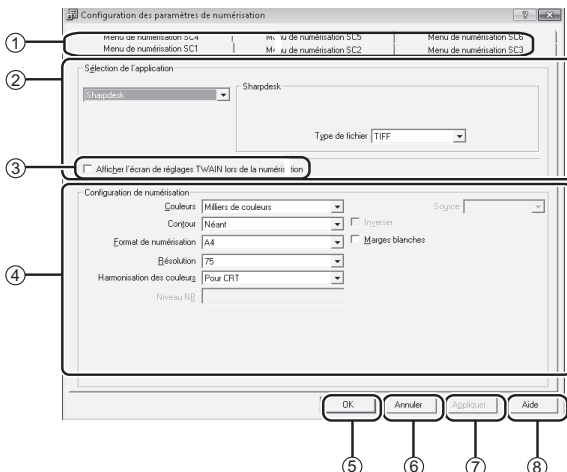 Configuration des paramètres de numérisation
Menu de numérisation SC4
Menu de numérisation SC5
Menu de numérisation SC6
Menu de numérisation SC1
Menu de numérisation SC2
Menu de numérisation SC3
1
2
Sélection de l'application
Sharpdesk
Sharpdesk
Type de fichier TIFF
3
Afficher l'écran de réglages TWAIN lors de la numérisation
4
Configuration de numérisation
Couleurs Milliers de couleurs
Source
Contour Néant
Inverser
Format de numérisation A4
Marges blanches
Résolution 75
Harmonisation des couleurs Pour CRT
Niveau NB
OK
Annuler
Appliquer
Aide
5
6
7
8